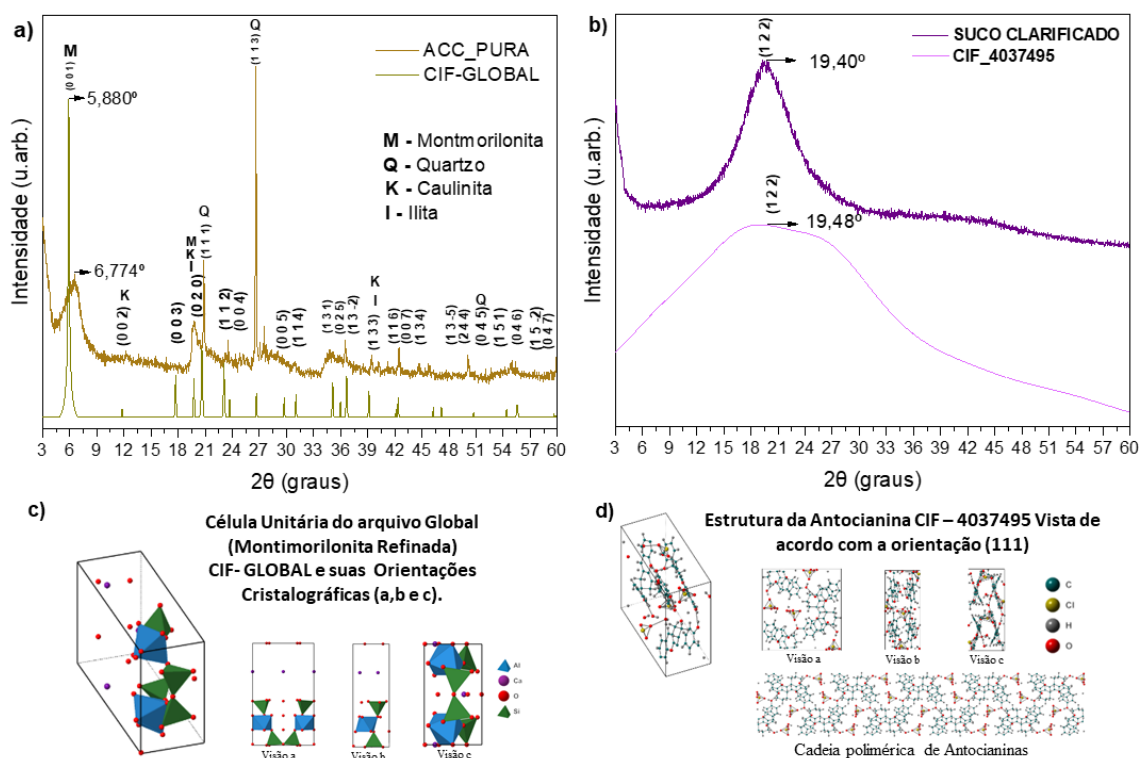 a)
M
(0 0 1)
5,880º
6,774º
Q
(1 1 3)
ACC_PURA
CIF-GLOBAL
M - Montmorilonita
Q - Quartzo
K - Caulinita
I - Ilita
K
(0 0 2)
(0 0 3)
M
K
I
(0 2 0)
Q
(1 1 1)
(1 1 2)
(0 0 4)
(0 0 5)
(1 1 4)
(1 3 1)
(0 2 5)
(1 3 -2)
K
I
(1 3 3)
(1 1 6)
(0 0 7)
(1 3 4)
(1 3 -5)
(2 4 4)
Q
(0 4 5)
(1 5 1)
(0 4 6)
(1 5 -2)
(0 4 7)
Intensidade (u.arb.)
3 6 9 12 15 18 21 24 27 30 33 36 39 42 45 48 51 54 57 60
2θ (graus)
b)
(1 2 2)
19,40º
SUCO CLARIFICADO
CIF_4037495
(1 2 2)
19,48º
Intensidade (u.arb.)
3 6 9 12 15 18 21 24 27 30 33 36 39 42 45 48 51 54 57 60
2θ (graus)
c)
Célula Unitária do arquivo Global
(Montimorilonita Refinada)
CIF- GLOBAL e suas Orientações
Cristalográficas (a,b e c).
Al
Ca
O
Si
Visão a
Visão b
Visão c
d)
Estrutura da Antocianina CIF – 4037495 Vista de
acordo com a orientação (111)
C
Cl
H
O
Visão a
Visão b
Visão c
Cadeia polimérica de Antocianinas